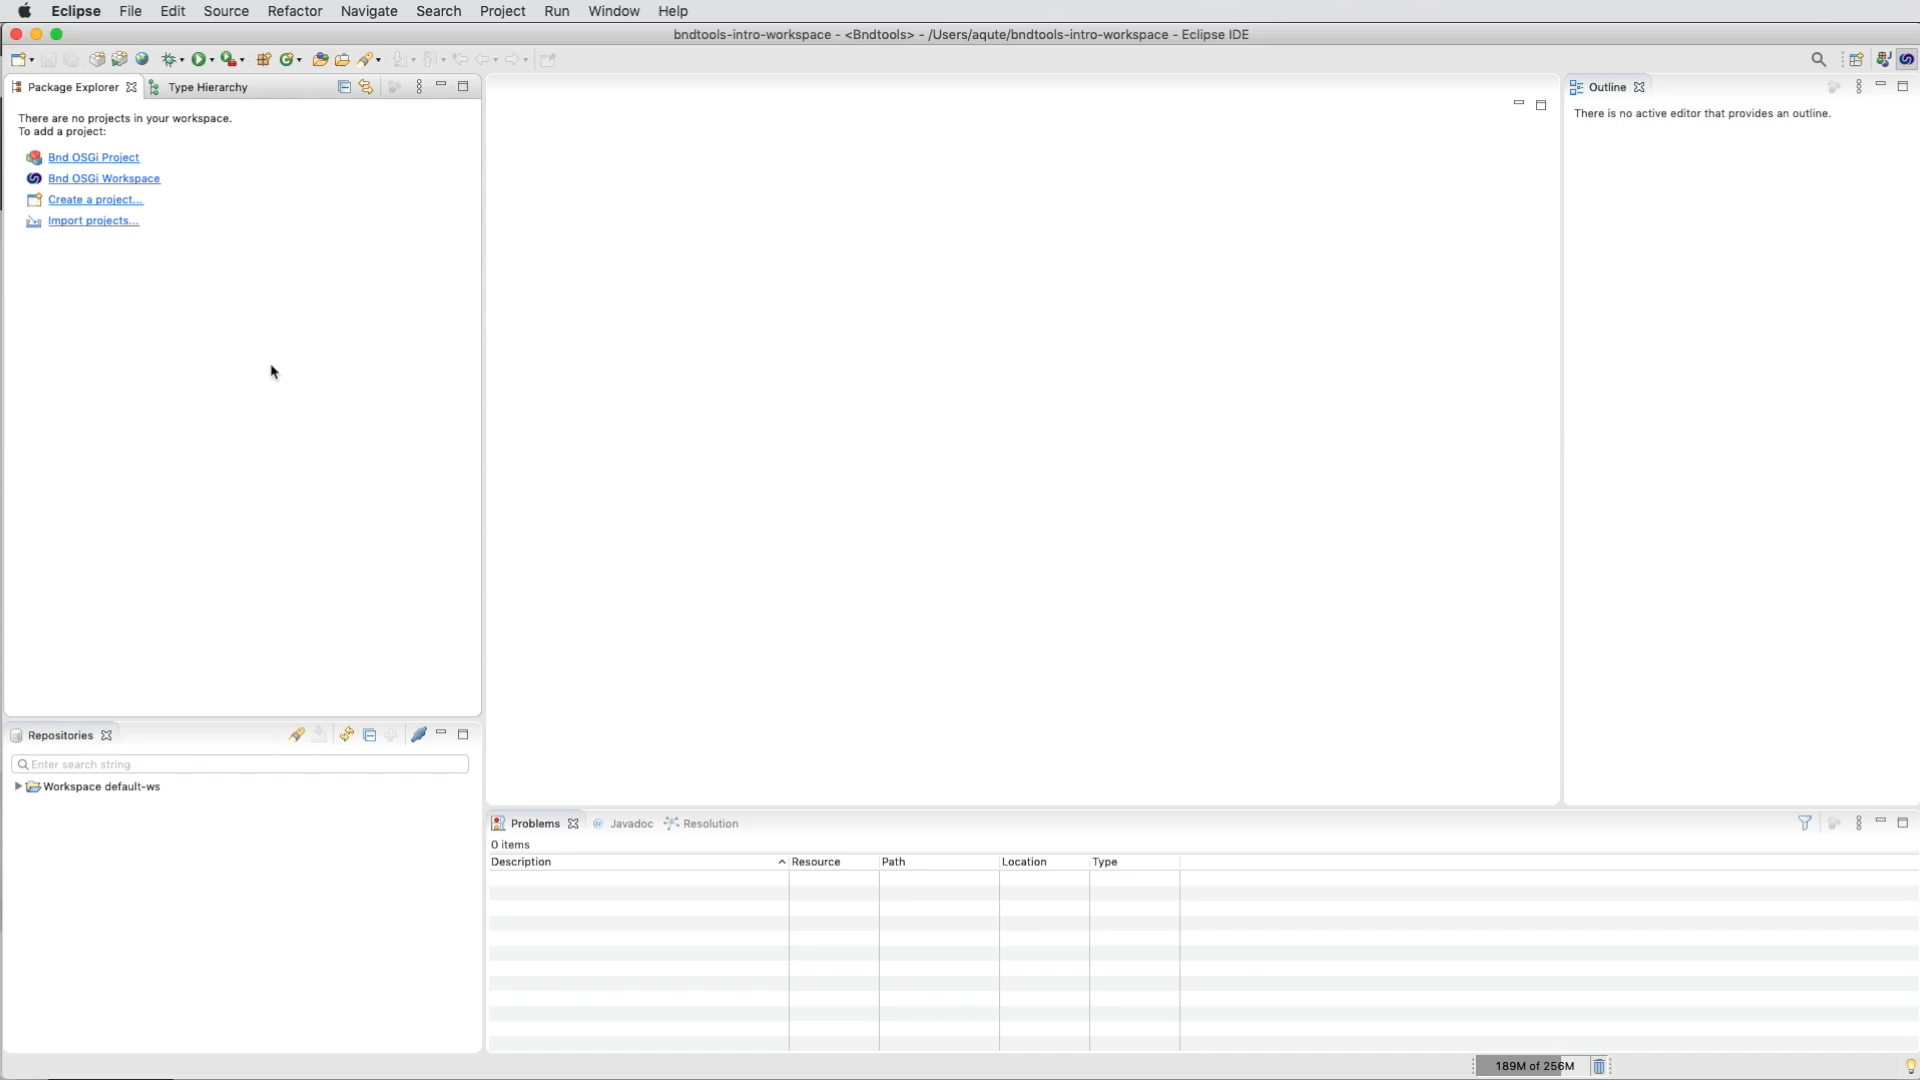 Eclipse File Edit Source Refactor Navigate Search Project Run Window Help
bndtools-intro-workspace - <Bndtools> - /Users/aqute/bndtools-intro-workspace - Eclipse IDE
Package Explorer Type Hierarchy
There are no projects in your workspace.
To add a project:
Bnd OSGi Project
Bnd OSGi Workspace
Create a project...
Import projects...
Outline
There is no active editor that provides an outline.
Repositories
Enter search string
Workspace default-ws
Problems @ Javadoc Resolution
0 items
Description Resource Path Location Type
189M of 256M